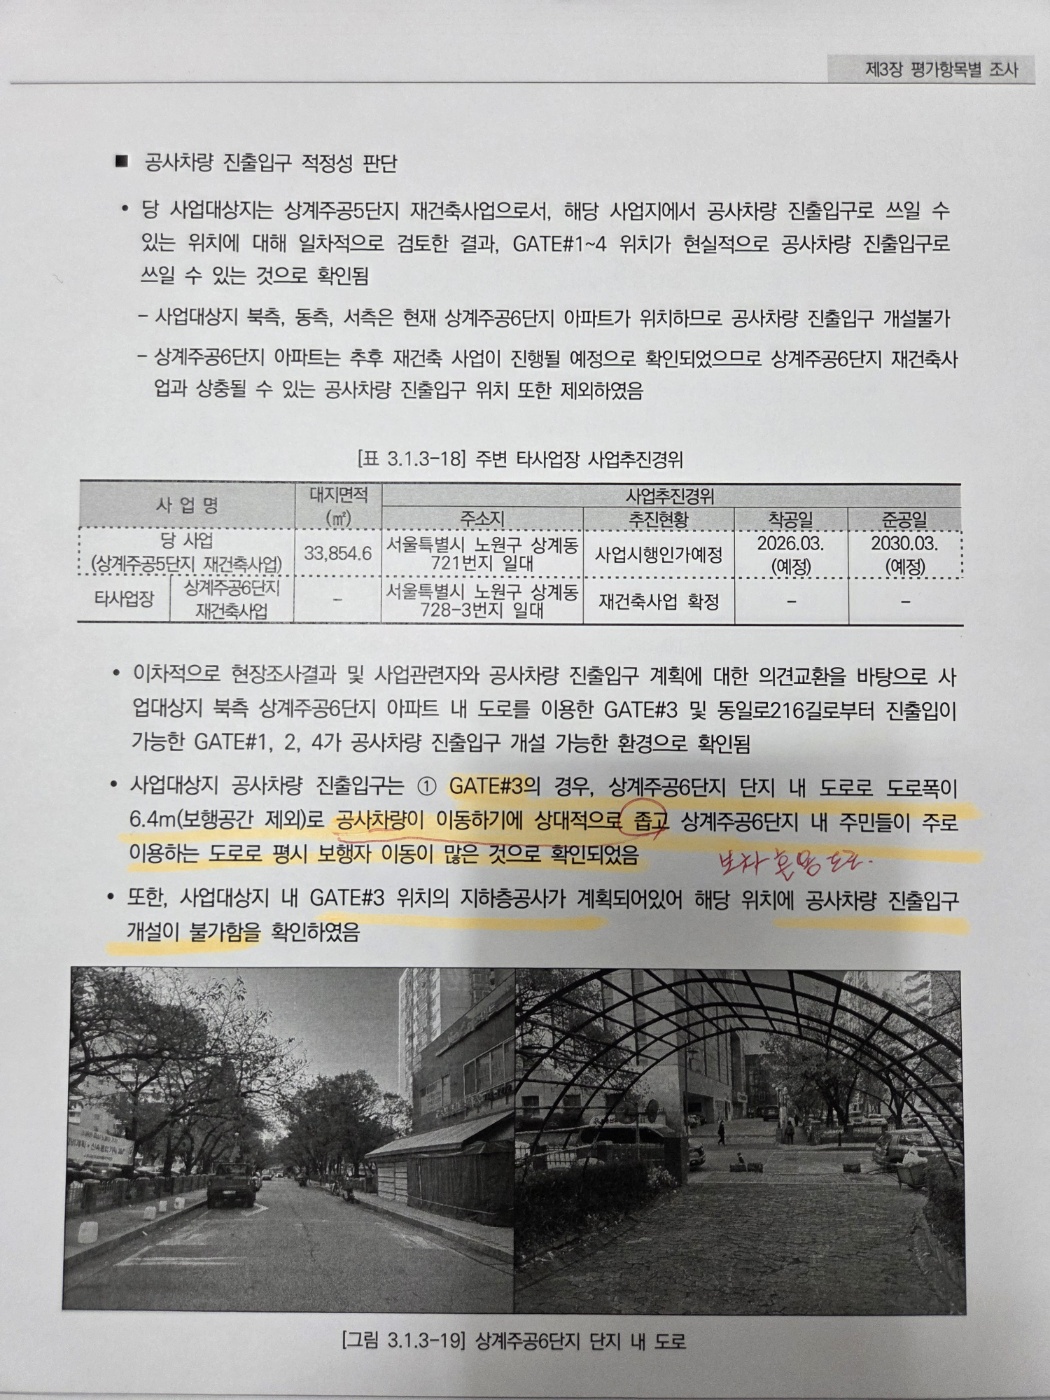 제3장 평가항목별 조사
■ 공사차량 진출입구 적정성 판단
• 당 사업대상지는 상계주공5단지 재건축사업으로서, 해당 사업지에서 공사차량 진출입구로 쓰일 수
있는 위치에 대해 일차적으로 검토한 결과, GATE#1~4 위치가 현실적으로 공사차량 진출입구로
쓰일 수 있는 것으로 확인됨
- 사업대상지 북측, 동측, 서측은 현재 상계주공6단지 아파트가 위치하므로 공사차량 진출입구 개설불가
- 상계주공6단지 아파트는 추후 재건축 사업이 진행될 예정으로 확인되었으므로 상계주공6단지 재건축사
업과 상충될 수 있는 공사차량 진출입구 위치 또한 제외하였음
[표 3.1.3-18] 주변 타사업장 사업추진경위
사 업 명 대지면적 (㎡) 사업추진경위
주소지 추진현황 착공일 준공일
당 사업 (상계주공5단지 재건축사업) 33,854.6 서울특별시 노원구 상계동 721번지 일대 사업시행인가예정 2026.03. (예정) 2030.03. (예정)
타사업장 상계주공6단지 재건축사업 - 서울특별시 노원구 상계동 728-3번지 일대 재건축사업 확정 - -
• 이차적으로 현장조사결과 및 사업관련자와 공사차량 진출입구 계획에 대한 의견교환을 바탕으로 사
업대상지 북측 상계주공6단지 아파트 내 도로를 이용한 GATE#3 및 동일로216길로부터 진출입이
가능한 GATE#1, 2, 4가 공사차량 진출입구 개설 가능한 환경으로 확인됨
• 사업대상지 공사차량 진출입구는 ① GATE#3의 경우, 상계주공6단지 단지 내 도로로 도로폭이
6.4m(보행공간 제외)로 공사차량이 이동하기에 상대적으로 좁고 상계주공6단지 내 주민들이 주로
이용하는 도로로 평시 보행자 이동이 많은 것으로 확인되었음
보차 혼용 도로.
• 또한, 사업대상지 내 GATE#3 위치의 지하층공사가 계획되어있어 해당 위치에 공사차량 진출입구
개설이 불가함을 확인하였음
[그림 3.1.3-19] 상계주공6단지 단지 내 도로